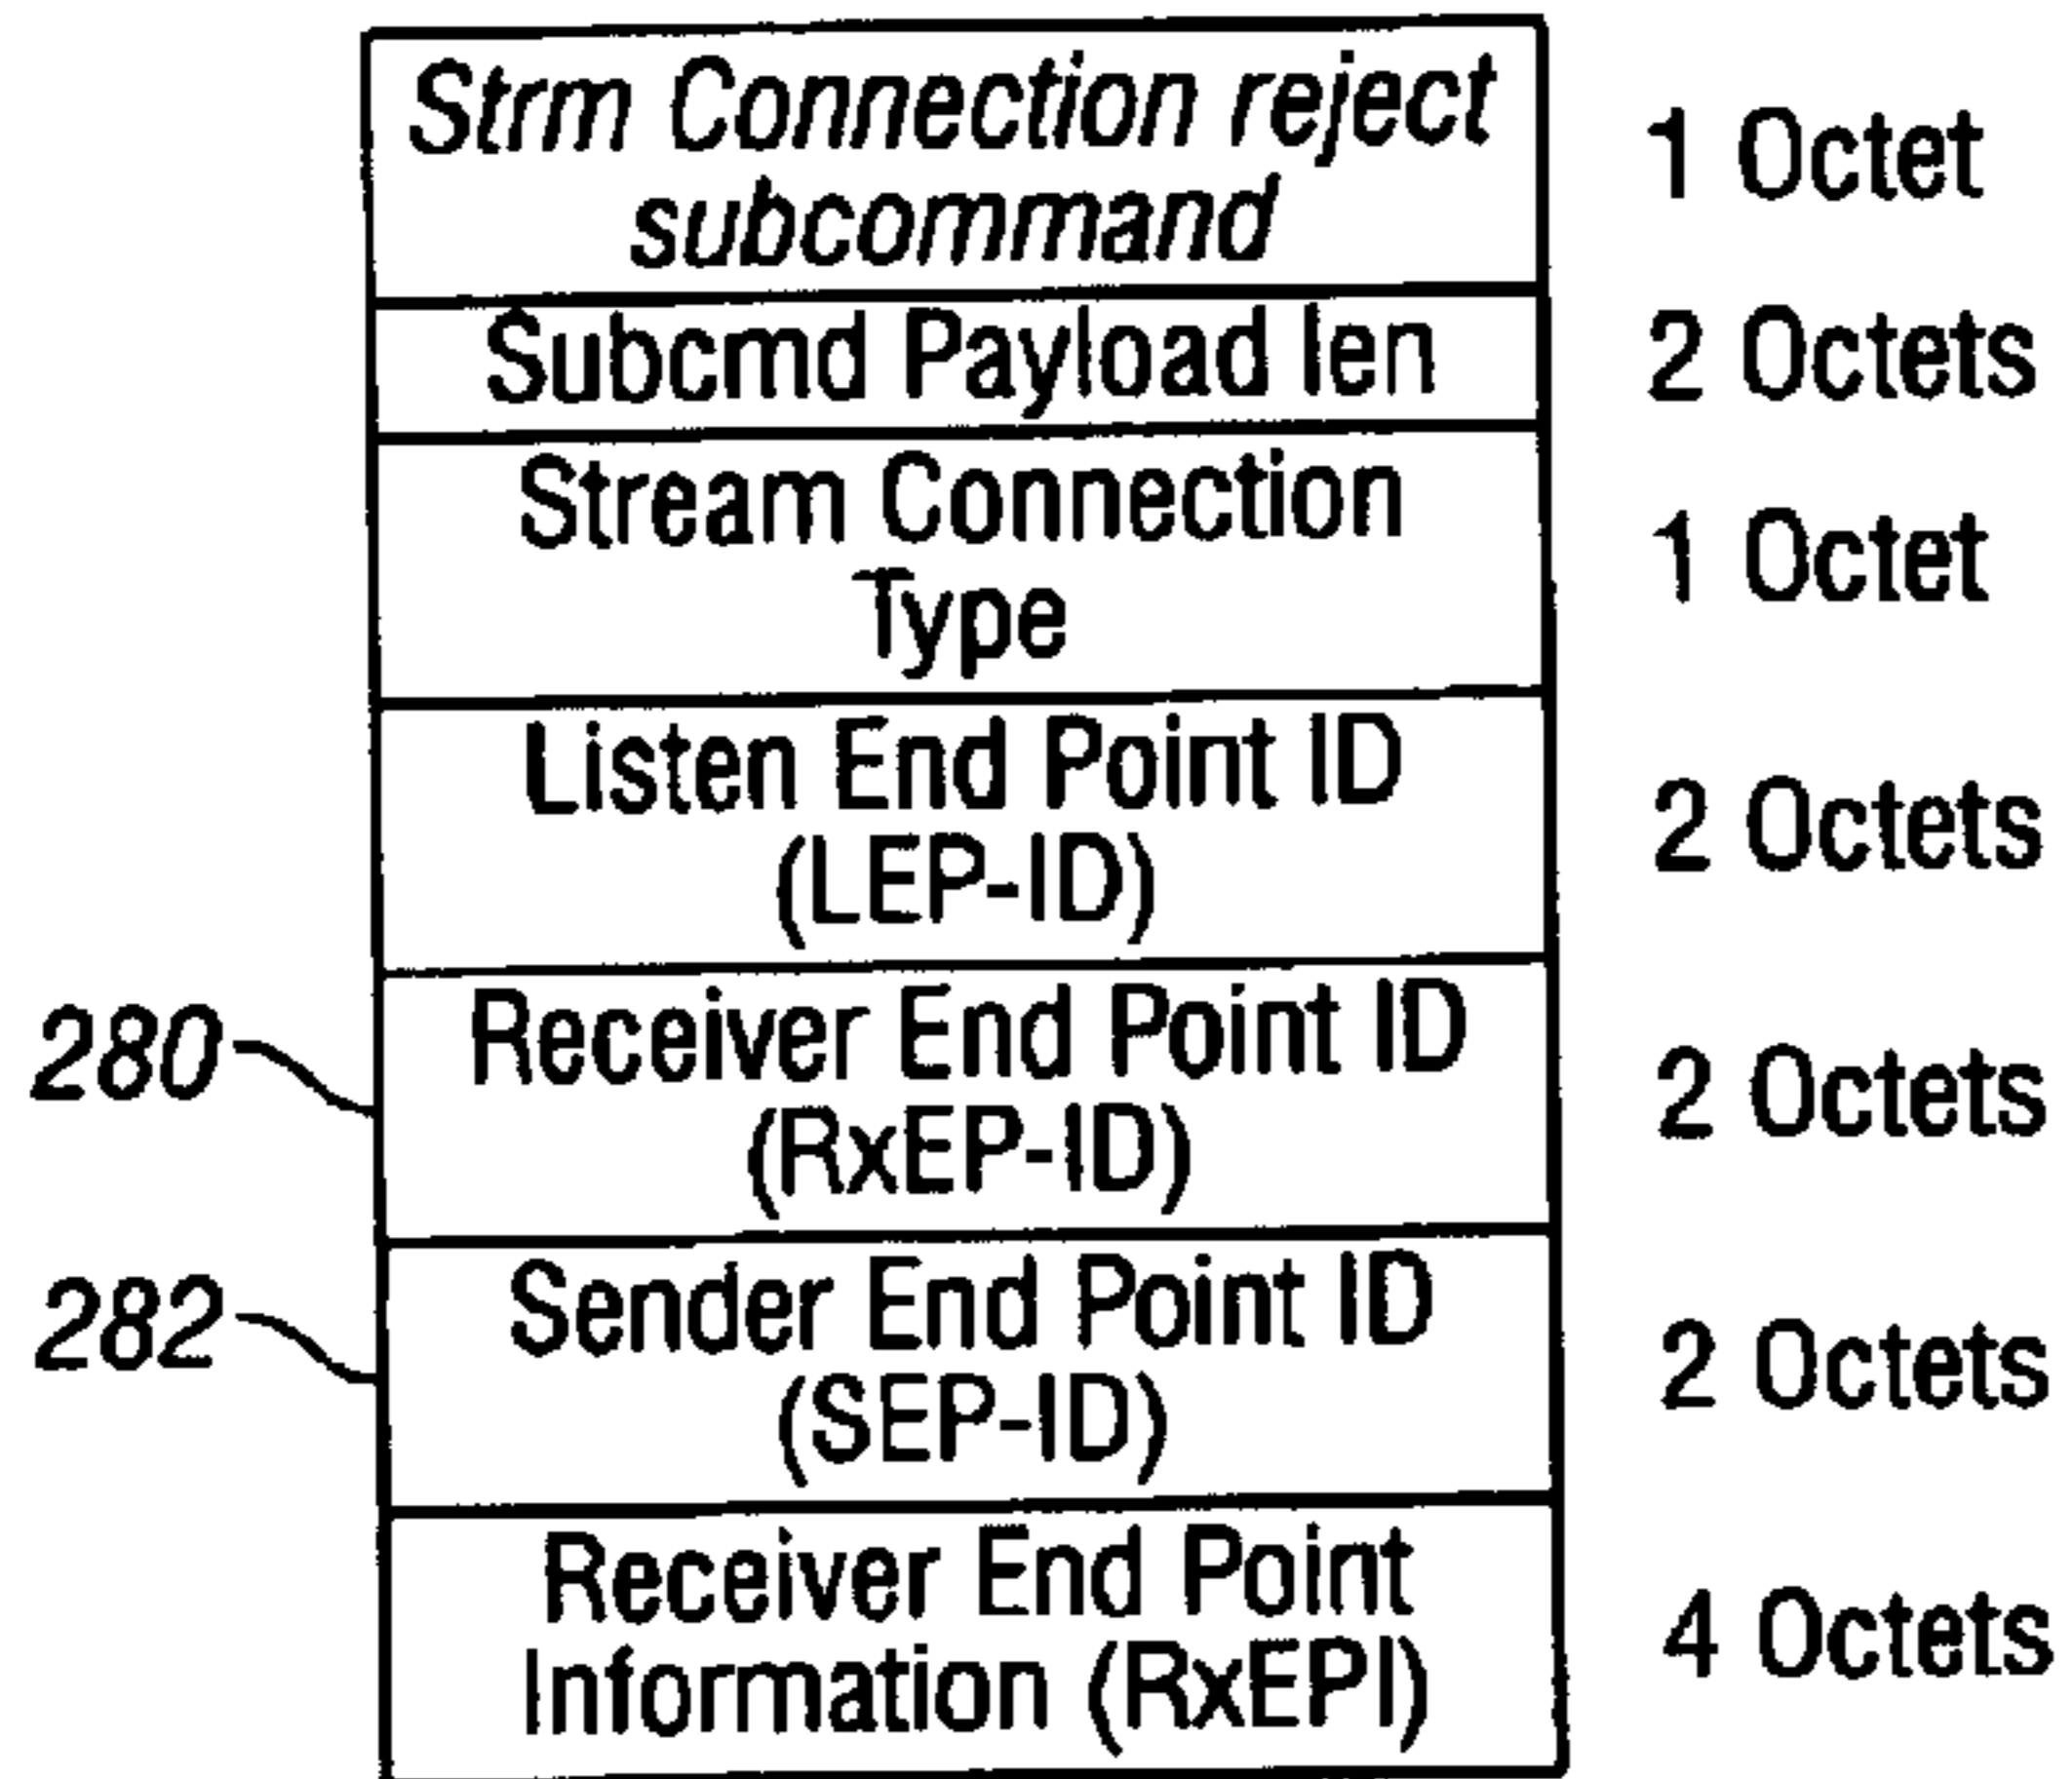 Strm Connection reject
subcommand
1 Octet
Subcmd Payload len
2 Octets
Stream Connection
Type
1 Octet
Listen End Point ID
(LEP-ID)
2 Octets
280
Receiver End Point ID
(RxEP-ID)
2 Octets
282
Sender End Point ID
(SEP-ID)
2 Octets
Receiver End Point
Information (RxEPI)
4 Octets